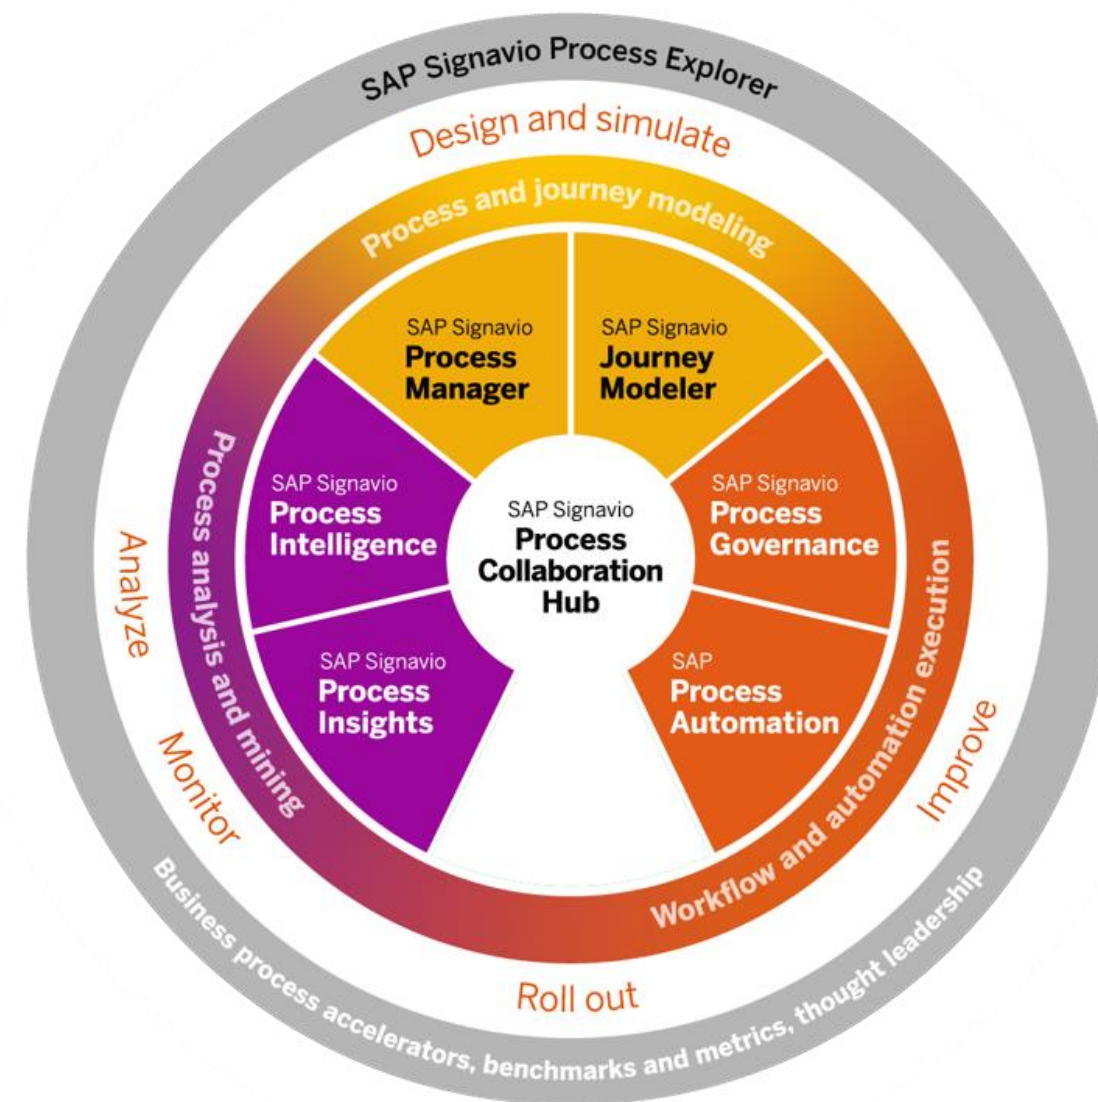 SAP Signavio Process Explorer
Design and simulate
Process and journey modeling
SAP Signavio
Process
Manager
SAP Signavio
Journey
Modeler
SAP Signavio
Process
Intelligence
SAP Signavio
Process
Collaboration
Hub
SAP Signavio
Process
Governance
SAP Signavio
Process
Insights
SAP
Process
Automation
Process analysis and mining
Workflow and automation execution
Analyze
Monitor
Improve
Roll out
Business process accelerators, benchmarks and metrics, thought leadership